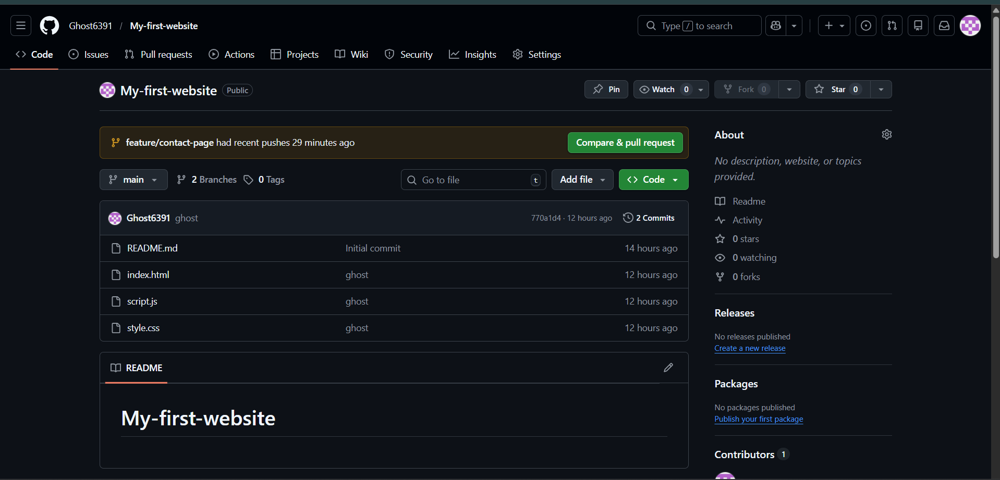 Ghost6391 / My-first-website
Type / to search
Code Issues Pull requests Actions Projects Wiki Security Insights Settings
My-first-website Public
Pin Watch 0 Fork 0 Star 0
feature/contact-page had recent pushes 29 minutes ago
Compare & pull request
main 2 Branches 0 Tags
Go to file t
Add file
Code
Ghost6391 ghost 770a1d4 · 12 hours ago 2 Commits
README.md Initial commit 14 hours ago
index.html ghost 12 hours ago
script.js ghost 12 hours ago
style.css ghost 12 hours ago
README
My-first-website
About
No description, website, or topics
provided.
Readme
Activity
0 stars
0 watching
0 forks
Releases
No releases published
Create a new release
Packages
No packages published
Publish your first package
Contributors 1